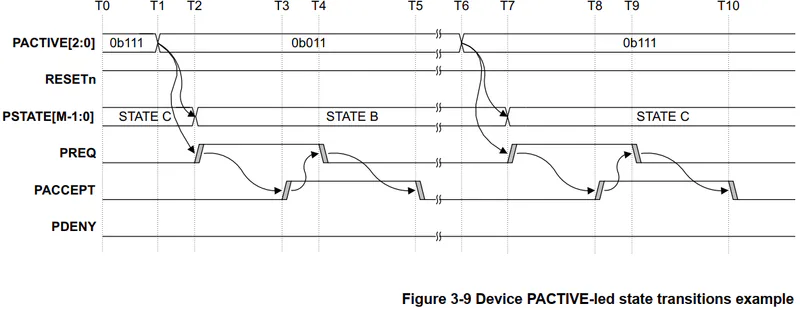 T0 T1 T2 T3 T4 T5 T6 T7 T8 T9 T10
PACTIVE[2:0] 0b111 0b011 0b111
RESETn
PSTATE[M-1:0] STATE C STATE B STATE C
PREQ
PACCEPT
PDENY
Figure 3-9 Device PACTIVE-led state transitions example